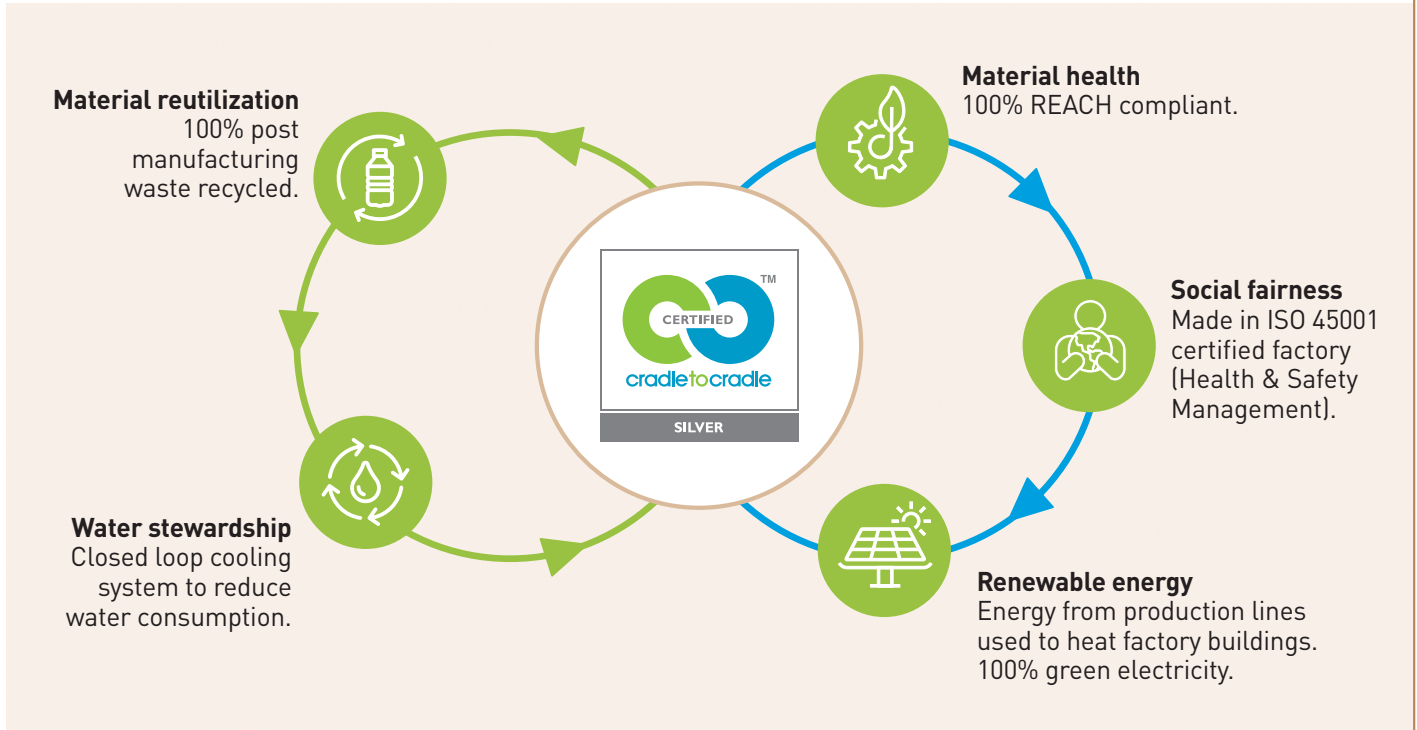 Material reutilization
100% post
manufacturing
waste recycled.
Material health
100% REACH compliant.
Social fairness
Made in ISO 45001
certified factory
(Health & Safety
Management).
TM
CERTIFIED
cradletocradle
SILVER
Water stewardship
Closed loop cooling
system to reduce
water consumption.
Renewable energy
Energy from production lines
used to heat factory buildings.
100% green electricity.